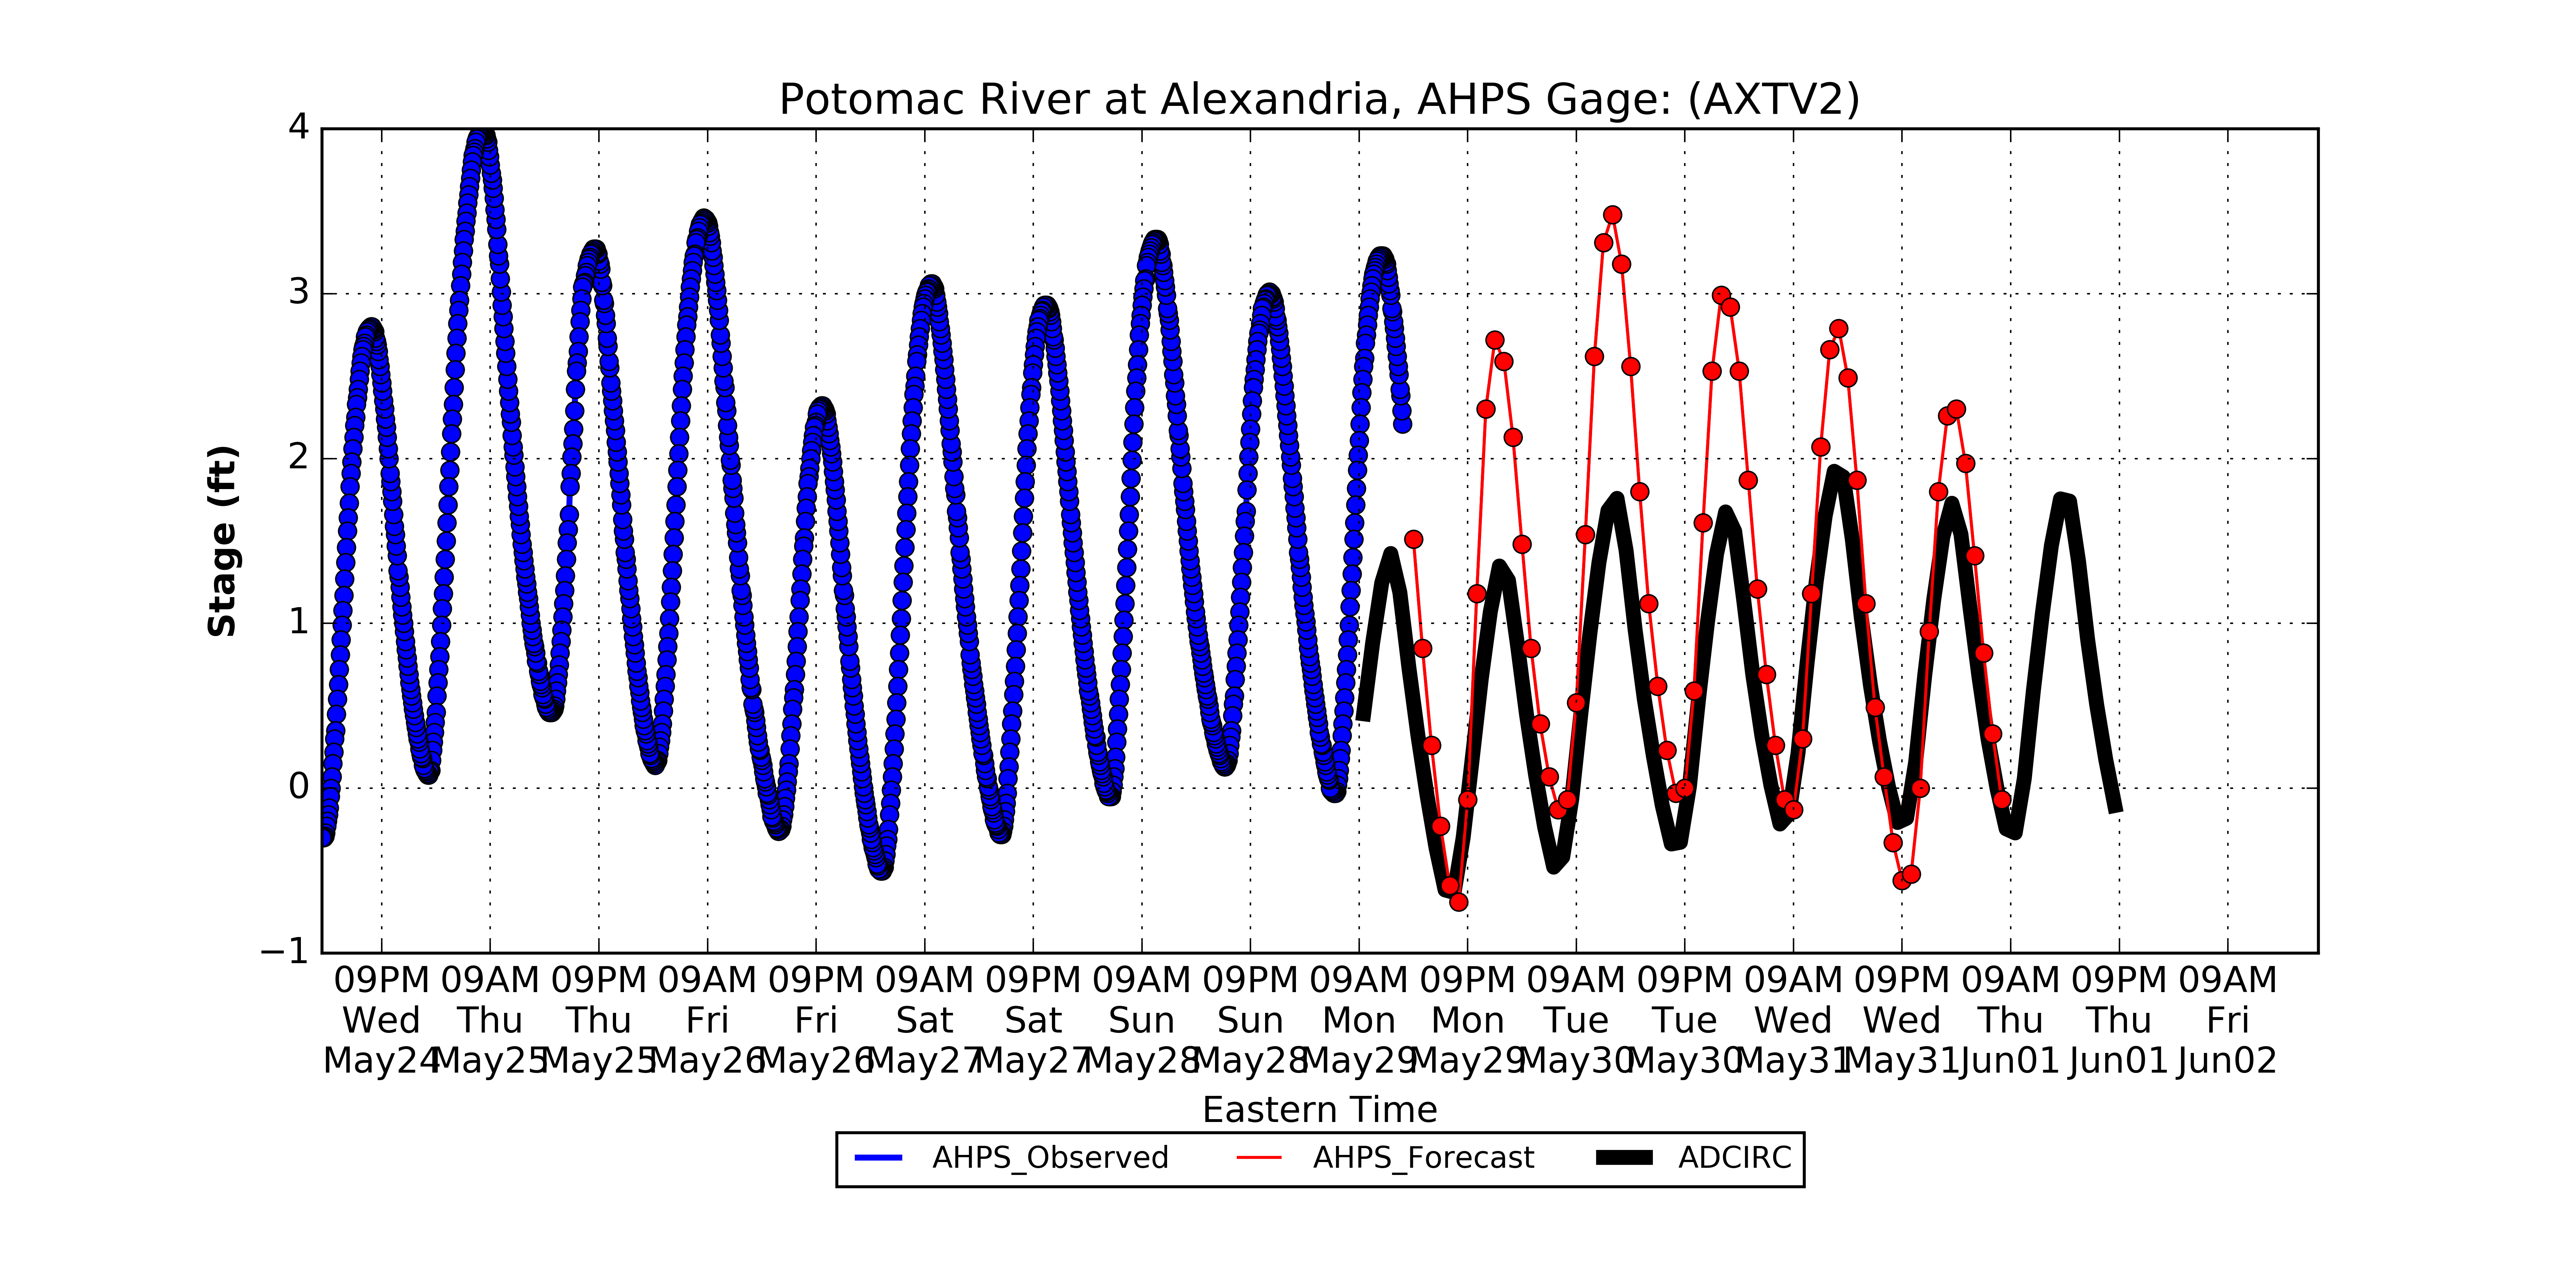 Potomac River at Alexandria, AHPS Gage: (AXTV2)
4
3
2
1
0
−1
Stage (ft)
09PM 09AM 09PM 09AM 09PM 09AM 09PM 09AM 09PM 09AM 09PM 09AM 09PM 09AM 09PM 09AM 09PM 09AM
Wed Thu Thu Fri Fri Sat Sat Sun Sun Mon Mon Tue Tue Wed Wed Thu Thu Fri
May24 May25 May25 May26 May26 May27 May27 May28 May28 May29 May29 May30 May30 May31 May31 Jun01 Jun01 Jun02
Eastern Time
AHPS_Observed AHPS_Forecast ADCIRC